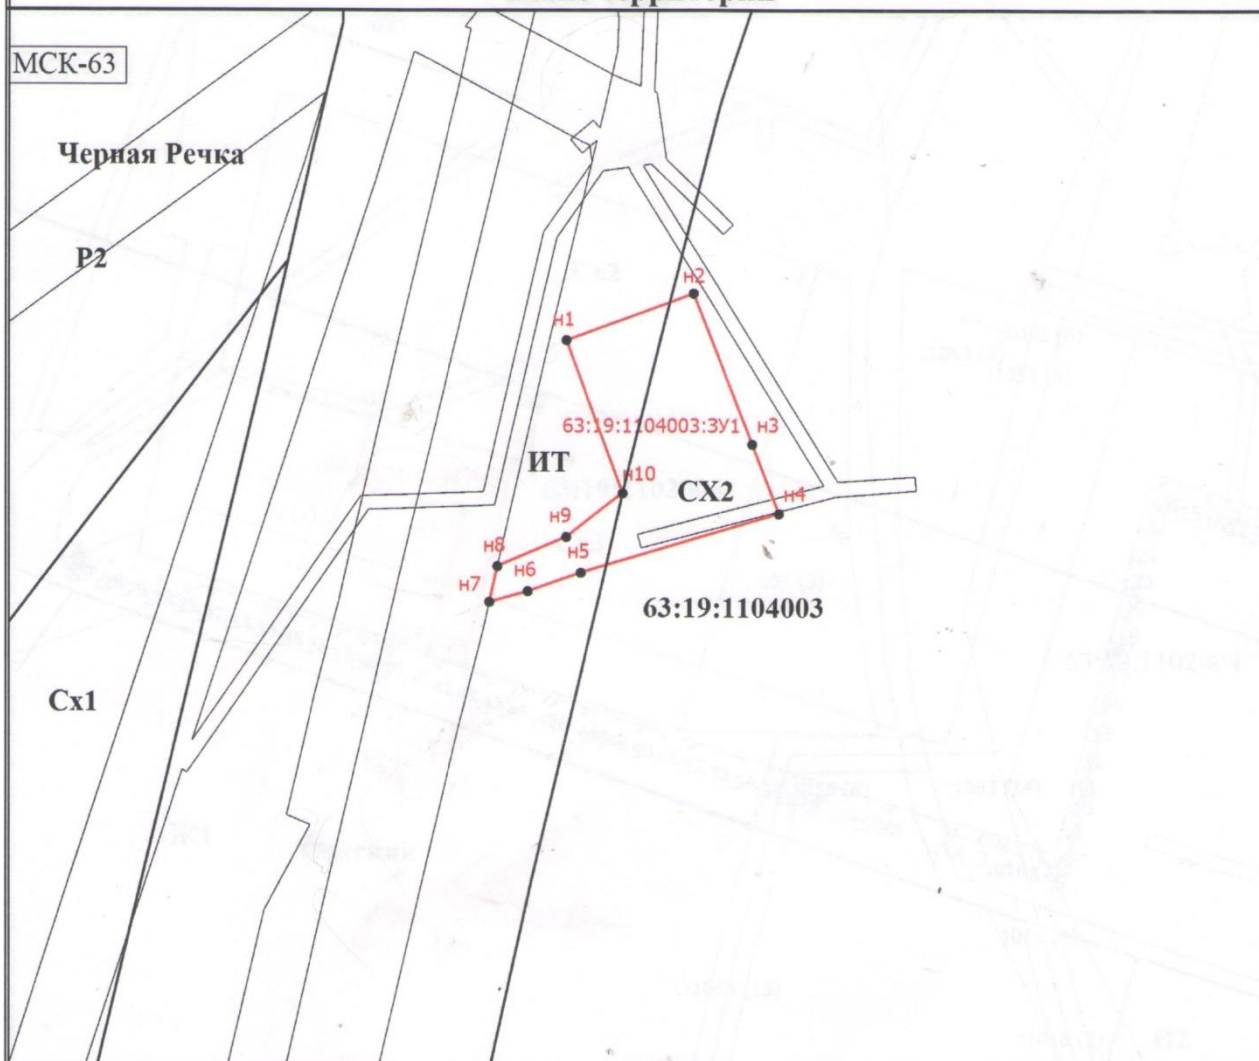 МСК-63
Черная Речка
Р2
н2
н1
63:19:1104003:ЗУ1
н3
ИТ
н10
СХ2
н4
н9
н5
н8
н6
н7
63:19:1104003
Сх1